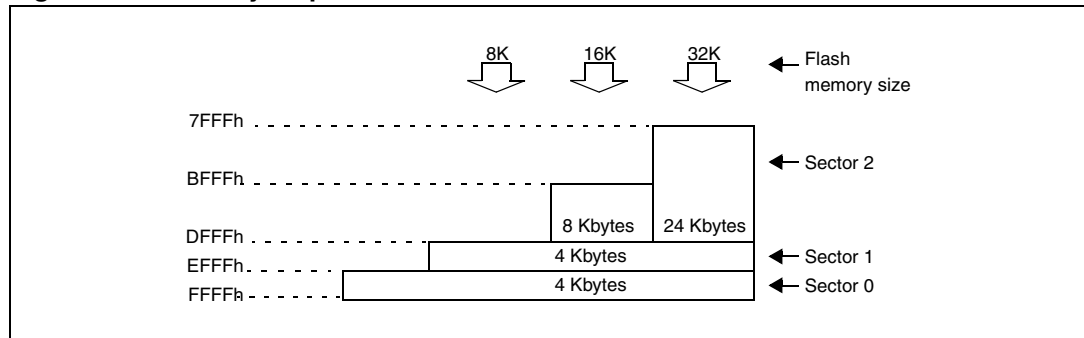 8K 16K 32K Flash
memory size
7FFFh
Sector 2
BFFFh
8 Kbytes 24 Kbytes
DFFFh
4 Kbytes Sector 1
EFFFh
4 Kbytes Sector 0
FFFFh